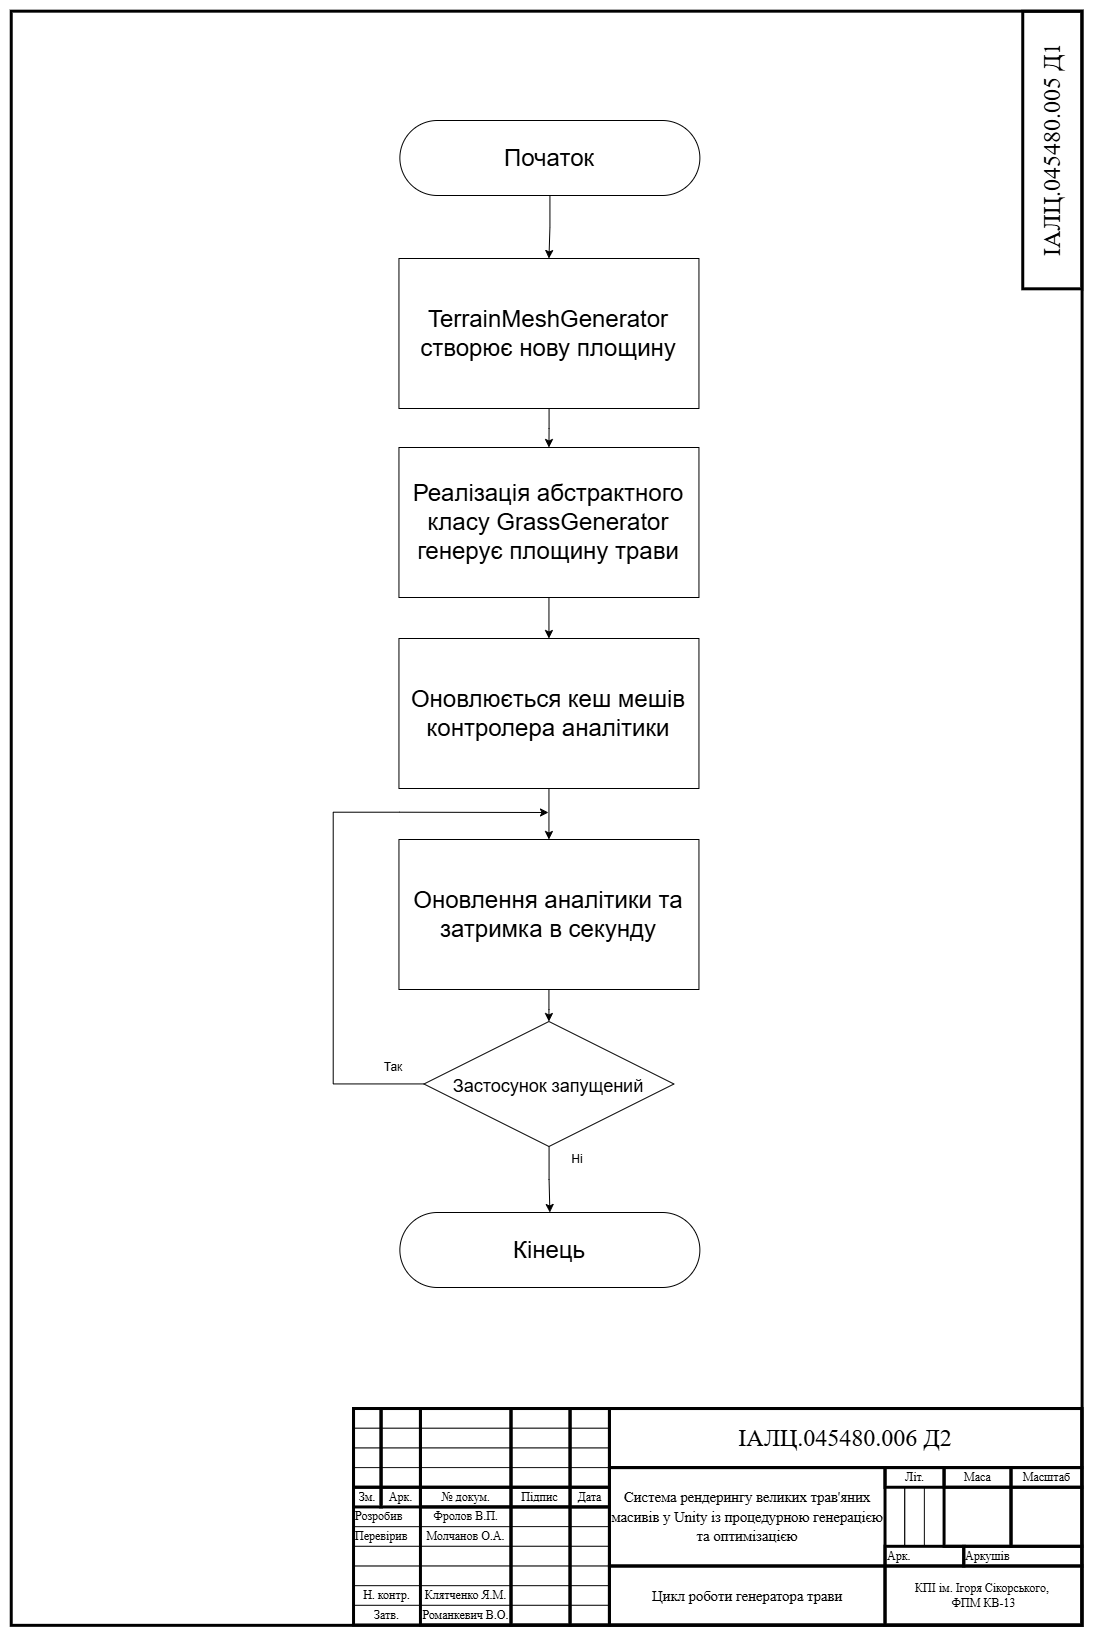 ІАЛЦ.045480.005 Д1
Початок
TerrainMeshGenerator
створює нову площину
Реалізація абстрактного
класу GrassGenerator
генерує площину трави
Оновлюється кеш мешів
контролера аналітики
Оновлення аналітики та
затримка в секунду
Так
Застосунок запущений
Ні
Кінець
ІАЛЦ.045480.006 Д2
Зм.
Арк.
№ докум.
Підпис
Дата
Розробив
Фролов В.П.
Перевірив
Молчанов О.А.
Н. контр.
Клятченко Я.М.
Затв.
Романкевич В.О.
Система рендерингу великих трав'яних
масивів у Unity із процедурною генерацією
та оптимізацією
Літ.
Маса
Масштаб
Арк.
Аркушів
Цикл роботи генератора трави
КПІ ім. Ігоря Сікорського,
ФПМ КВ-13